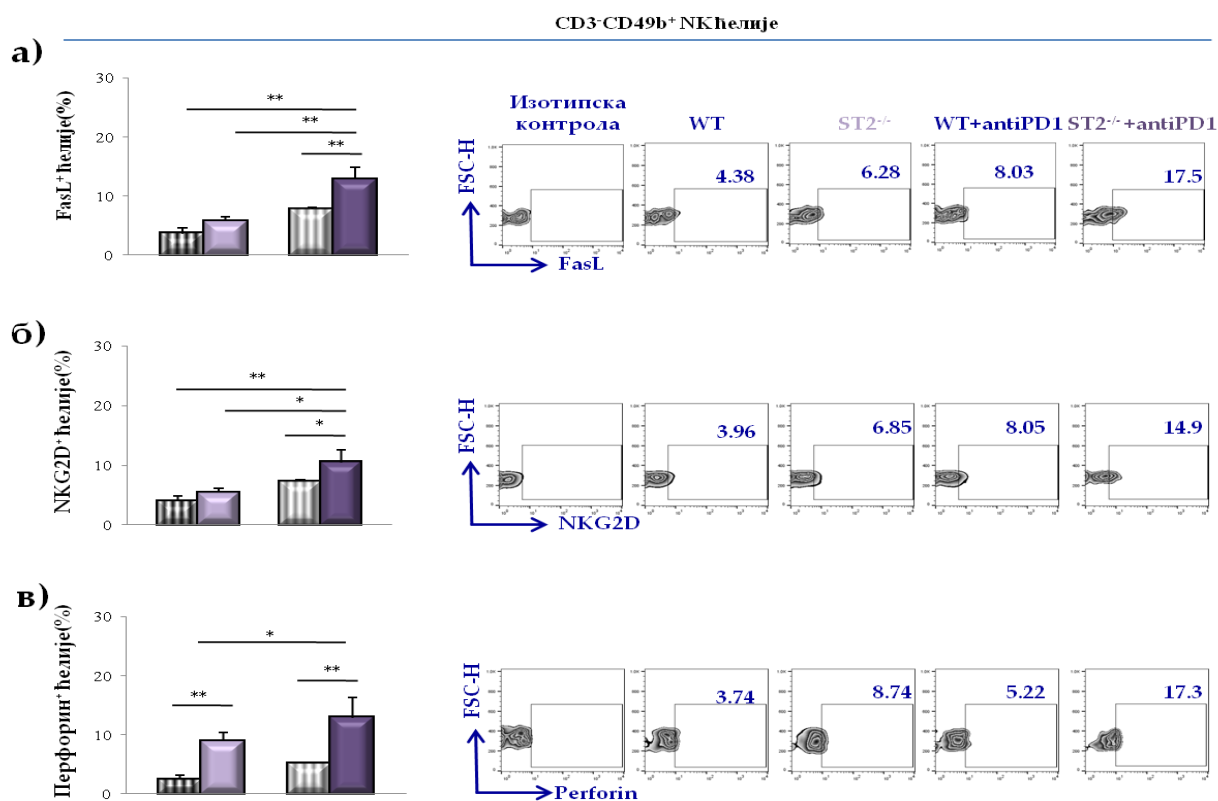 CD3-CD49b+ NK ћелије
а)
FasL+ ћелије(%)
30
20
10
0
**
**
**
Изотипска
контрола
WT
ST2-/-
WT+antiPD1
ST2-/-+antiPD1
FSC-H
4.38
6.28
8.03
17.5
FasL
б)
NKG2D+ ћелије(%)
30
20
10
0
**
*
*
FSC-H
3.96
6.85
8.05
14.9
NKG2D
в)
Перфорин+ ћелије(%)
30
20
10
0
*
**
**
FSC-H
3.74
8.74
5.22
17.3
Perforin